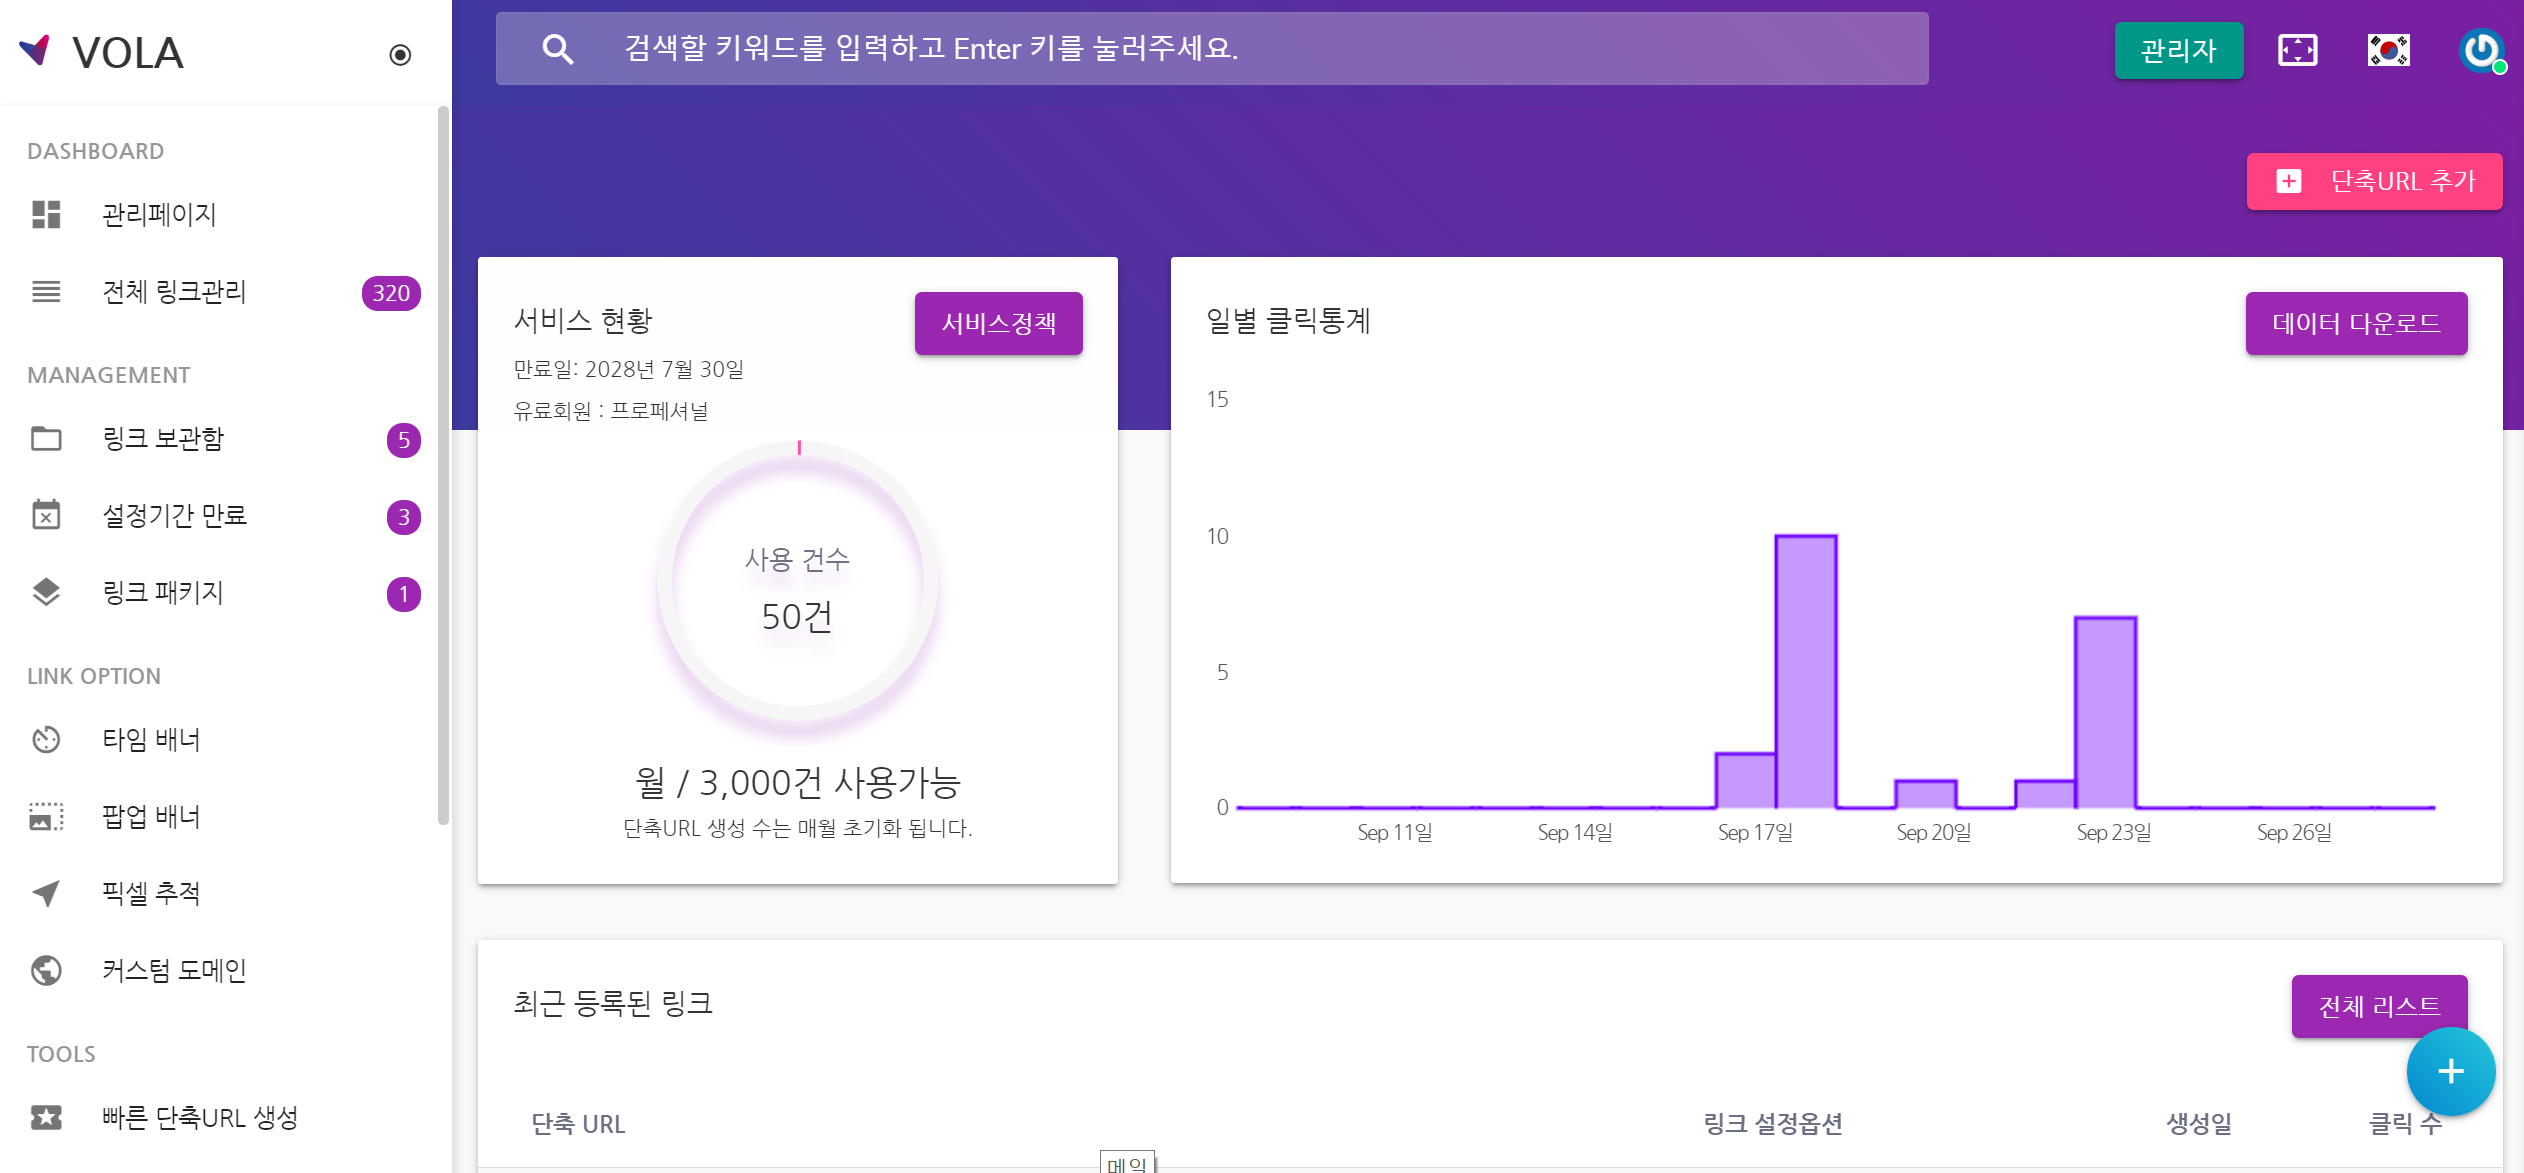 VOLA
검색할 키워드를 입력하고 Enter 키를 눌러주세요.
관리자
단축URL 추가
DASHBOARD
관리페이지
전체 링크관리 320
MANAGEMENT
링크 보관함 5
설정기간 만료 3
링크 패키지 1
LINK OPTION
타임 배너
팝업 배너
픽셀 추적
커스텀 도메인
TOOLS
빠른 단축URL 생성
서비스 현황
서비스정책
만료일: 2028년 7월 30일
유료회원 : 프로페셔널
사용 건수
50건
월 / 3,000건 사용가능
단축URL 생성 수는 매월 초기화 됩니다.
일별 클릭통계
데이터 다운로드
15
10
5
0
Sep 11일 Sep 14일 Sep 17일 Sep 20일 Sep 23일 Sep 26일
최근 등록된 링크
전체 리스트
단축 URL 링크 설정옵션 생성일 클릭 수